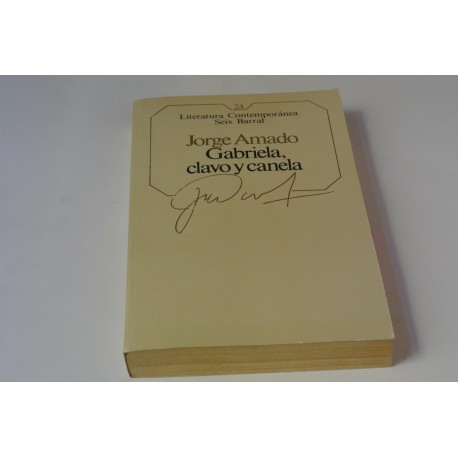 24
Literatura Contemporánea
Seix Barral
Jorge Amado
Gabriela,
clavo y canela